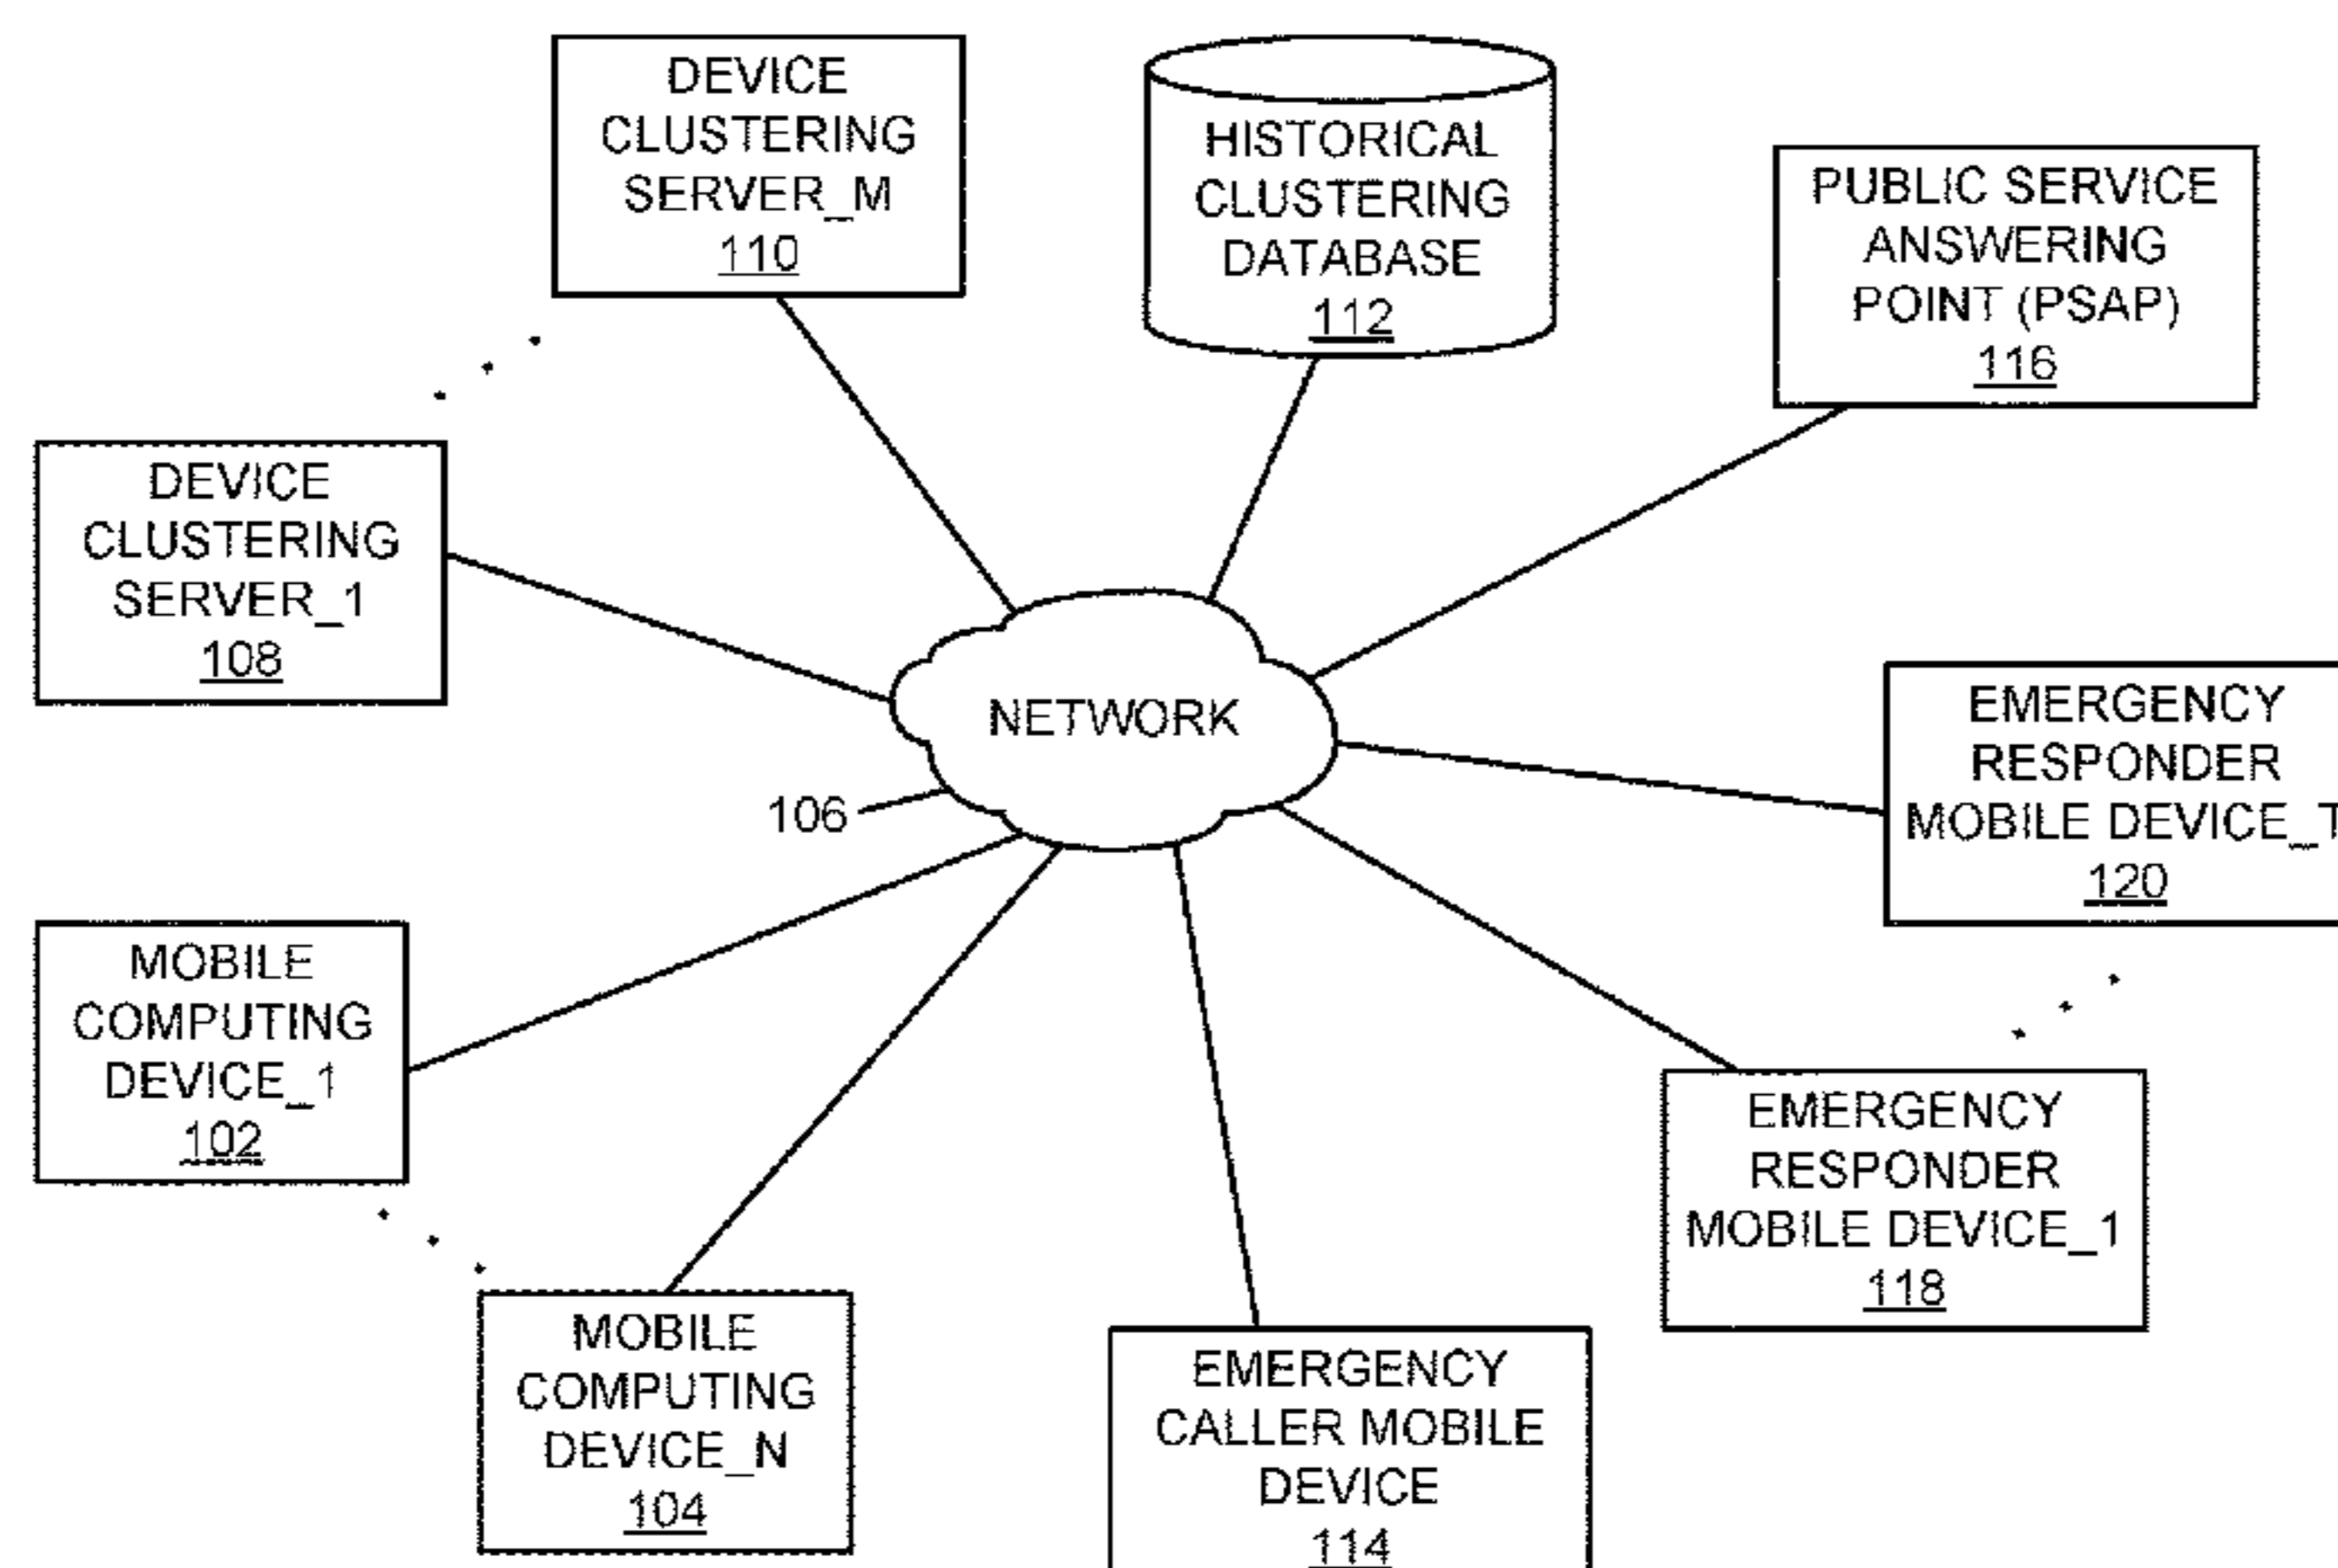 DEVICE
CLUSTERING
SERVER_M
110
HISTORICAL
CLUSTERING
DATABASE
112
PUBLIC SERVICE
ANSWERING
POINT (PSAP)
116
DEVICE
CLUSTERING
SERVER_1
108
NETWORK
106
EMERGENCY
RESPONDER
MOBILE DEVICE_T
120
MOBILE
COMPUTING
DEVICE_1
102
EMERGENCY
RESPONDER
MOBILE DEVICE_1
118
MOBILE
COMPUTING
DEVICE_N
104
EMERGENCY
CALLER MOBILE
DEVICE
114